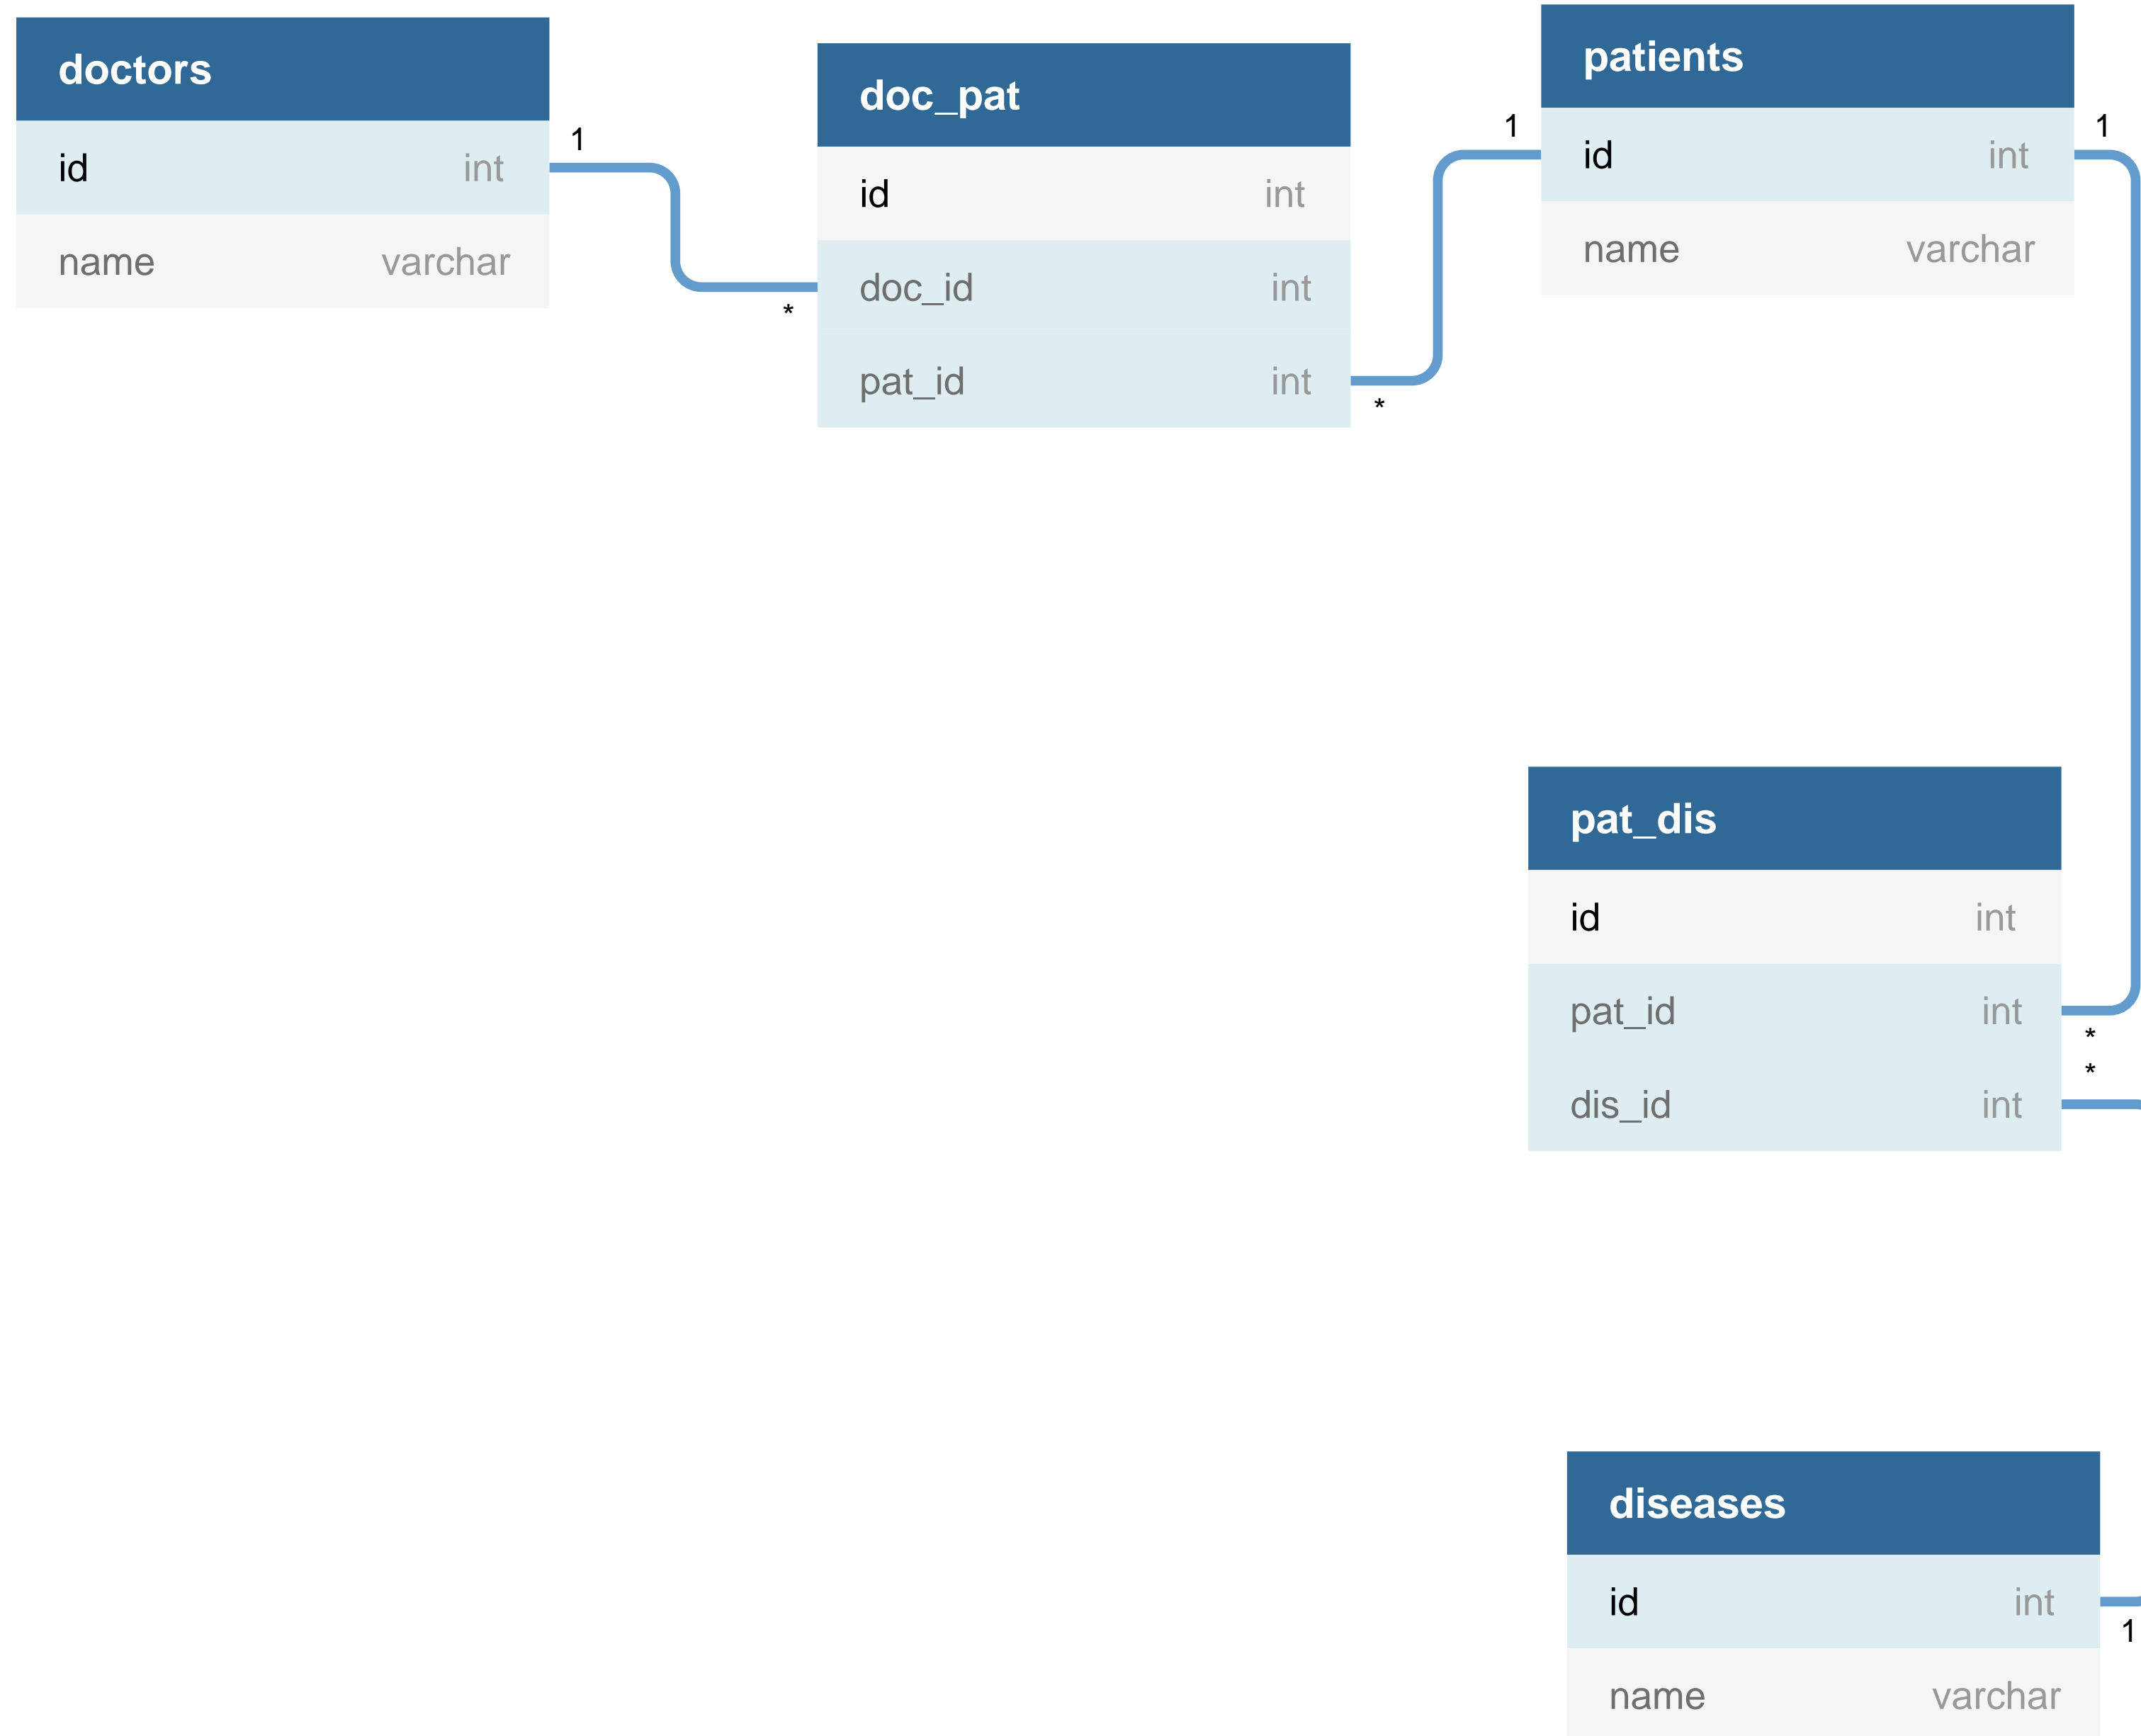 doctors
id int
name varchar
1
*
doc_pat
id int
doc_id int
pat_id int
*
1
patients
id int
name varchar
1
pat_dis
id int
pat_id int
dis_id int
*
*
diseases
id int
name varchar
1